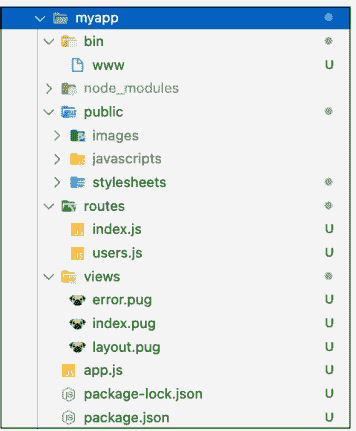 myapp
bin
www U
node_modules
public
images
javascripts
stylesheets
routes
index.js U
users.js U
views
error.pug U
index.pug U
layout.pug U
app.js U
package-lock.json U
package.json U